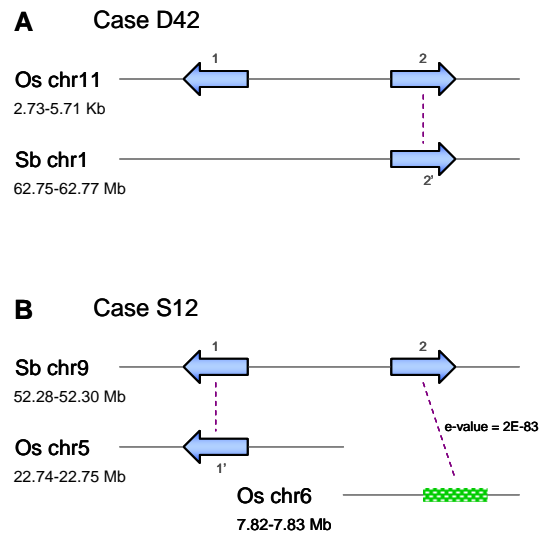 A Case D42
1 2
Os chr11
2.73-5.71 Kb
Sb chr1
62.75-62.77 Mb
2'
B Case S12
1 2
Sb chr9
52.28-52.30 Mb
e-value = 2E-83
Os chr5
22.74-22.75 Mb
1'
Os chr6
7.82-7.83 Mb